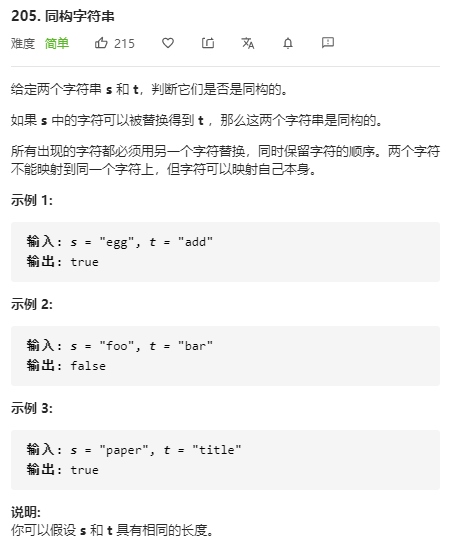 205. 同构字符串
难度 简单 215
给定两个字符串 s 和 t，判断它们是否是同构的。
如果 s 中的字符可以被替换得到 t ，那么这两个字符串是同构的。
所有出现的字符都必须用另一个字符替换，同时保留字符的顺序。两个字符
不能映射到同一个字符上，但字符可以映射自己本身。
示例 1:
输入: s = "egg", t = "add"
输出: true
示例 2:
输入: s = "foo", t = "bar"
输出: false
示例 3:
输入: s = "paper", t = "title"
输出: true
说明:
你可以假设 s 和 t 具有相同的长度。